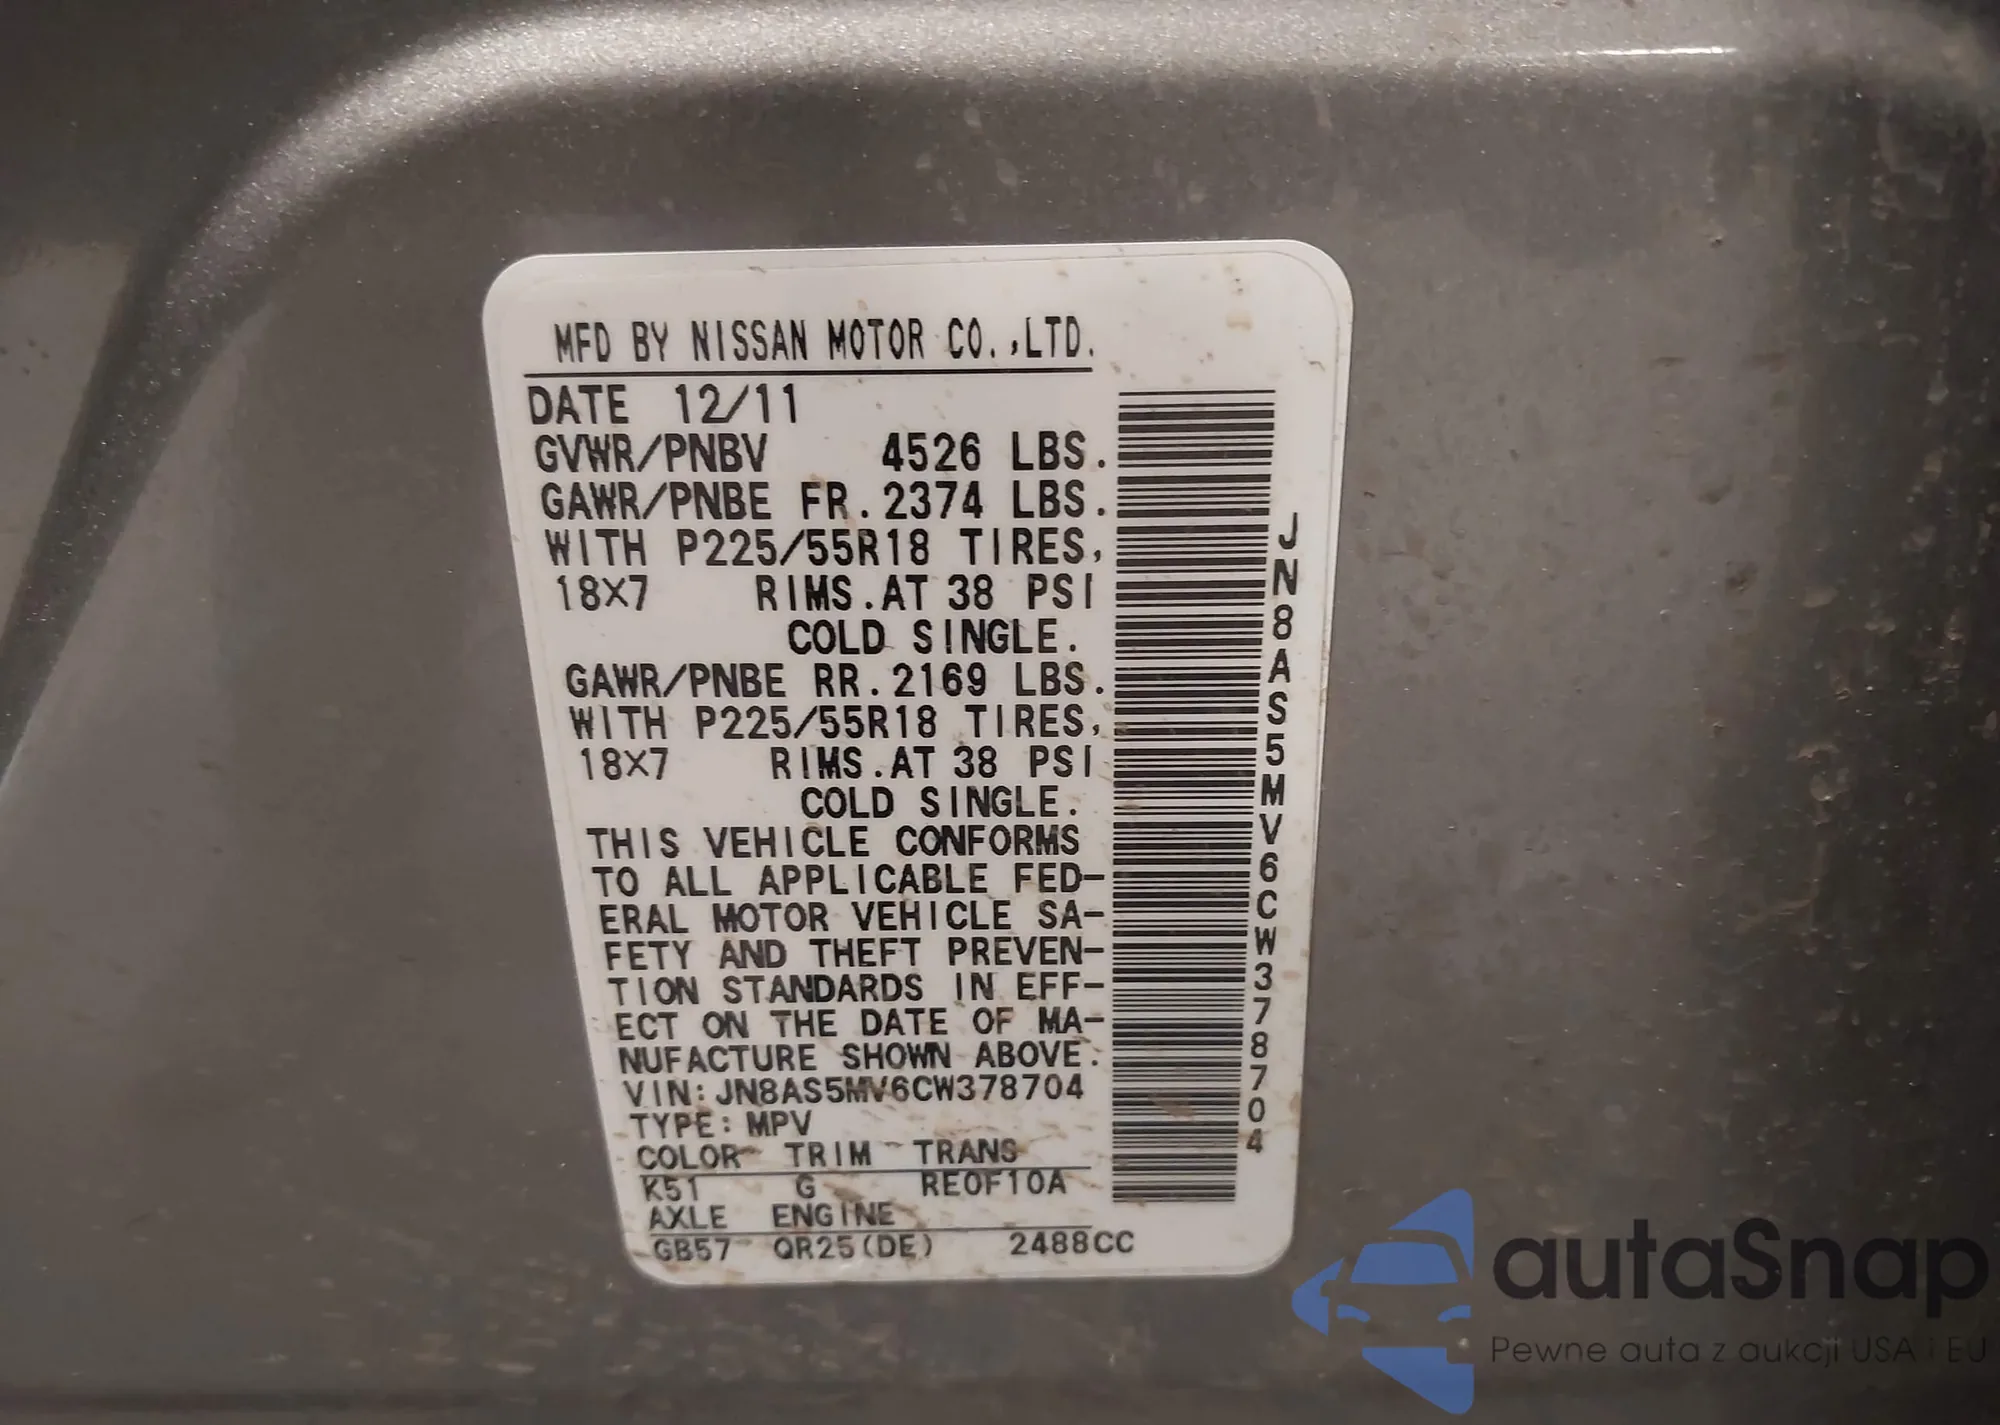 MFD BY NISSAN MOTOR CO.,LTD.
DATE 12/11
GVWR/PNBV 4526 LBS.
GAWR/PNBE FR.2374 LBS.
WITH P225/55R18 TIRES,
18X7 RIMS.AT 38 PSI
COLD SINGLE.
GAWR/PNBE RR.2169 LBS.
WITH P225/55R18 TIRES,
18X7 RIMS.AT 38 PSI
COLD SINGLE.
THIS VEHICLE CONFORMS
TO ALL APPLICABLE FED-
ERAL MOTOR VEHICLE SA-
FETY AND THEFT PREVEN-
TION STANDARDS IN EFF-
ECT ON THE DATE OF MA-
NUFACTURE SHOWN ABOVE.
VIN:JN8AS5MV6CW378704
TYPE:MPV
COLOR TRIM TRANS
K51 G RE0F10A
AXLE ENGINE
GB57 QR25(DE) 2488CC
JN8AS5MV6CW378704
autaSnap
Pewne auta z aukcji USA i EU